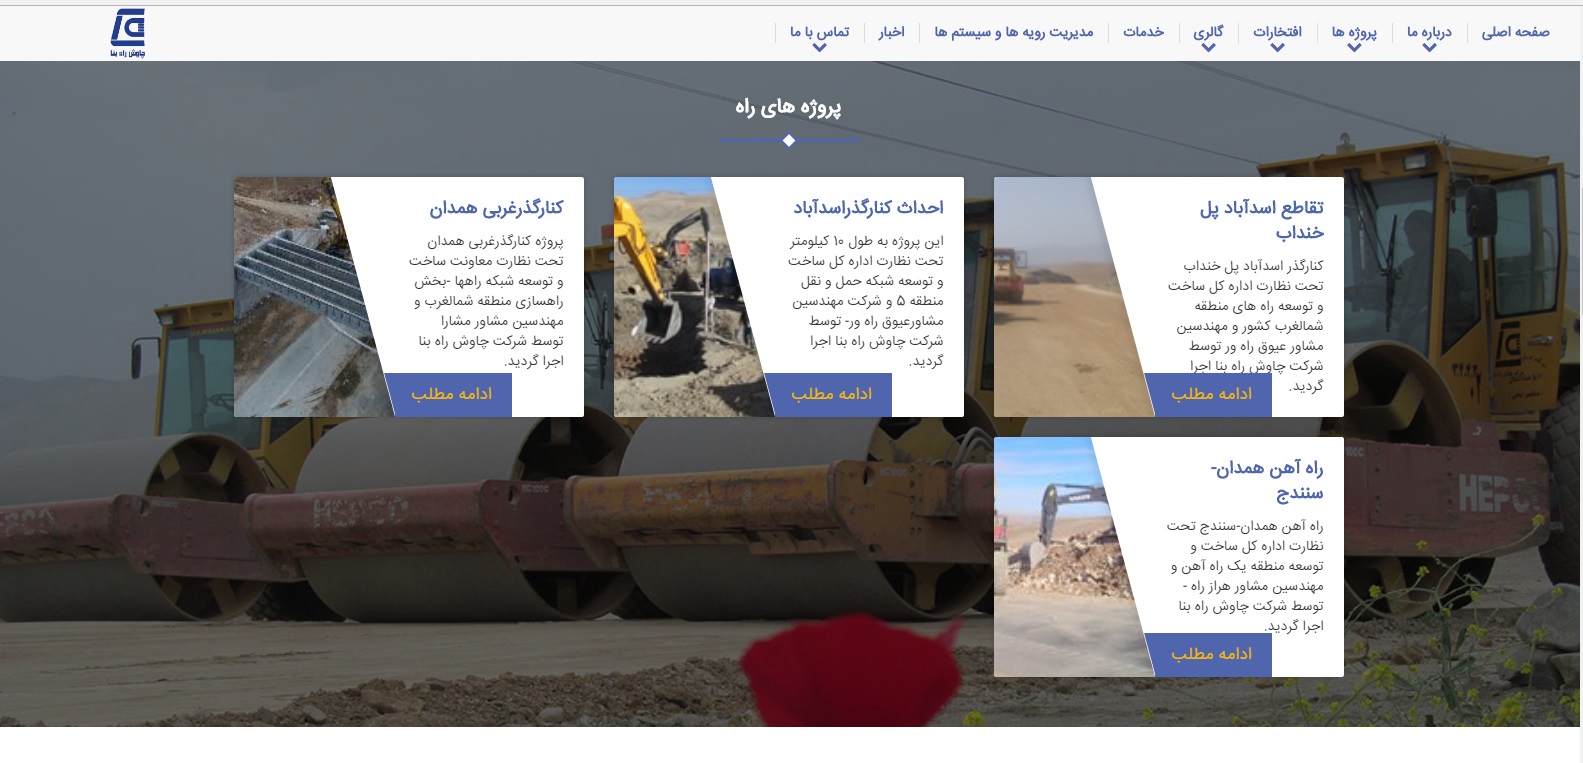 صفحه اصلی
درباره ما
پروژه ها
افتخارات
گالری
خدمات
مدیریت رویه ها و سیستم ها
اخبار
تماس با ما
چاوش راه بنا
پروژه های راه
تقاطع اسدآباد پل
خنداب
کنارگذر اسدآباد پل خنداب
تحت نظارت اداره کل ساخت
و توسعه راه های منطقه
شمالغرب کشور و مهندسین
مشاور عیوق راه ور توسط
شرکت چاوش راه بنا اجرا
گردید.
ادامه مطلب
احداث کنارگذراسدآباد
این پروژه به طول ۱۰ کیلومتر
تحت نظارت اداره کل ساخت
و توسعه شبکه حمل و نقل
منطقه ۵ و شرکت مهندسین
مشاورعیوق راه ور- توسط
شرکت چاوش راه بنا اجرا
گردید.
ادامه مطلب
کنارگذرغربی همدان
پروژه کنارگذرغربی همدان
تحت نظارت معاونت ساخت
و توسعه شبکه راهها -بخش
راهسازی منطقه شمالغرب و
مهندسین مشاور مشارا
توسط شرکت چاوش راه بنا
اجرا گردید.
ادامه مطلب
راه آهن همدان-
سنندج
راه آهن همدان-سنندج تحت
نظارت اداره کل ساخت و
توسعه منطقه یک راه آهن و
مهندسین مشاور هراز راه -
توسط شرکت چاوش راه بنا
اجرا گردید.
ادامه مطلب
HEPCO
HC100C
HC100C
HC100C